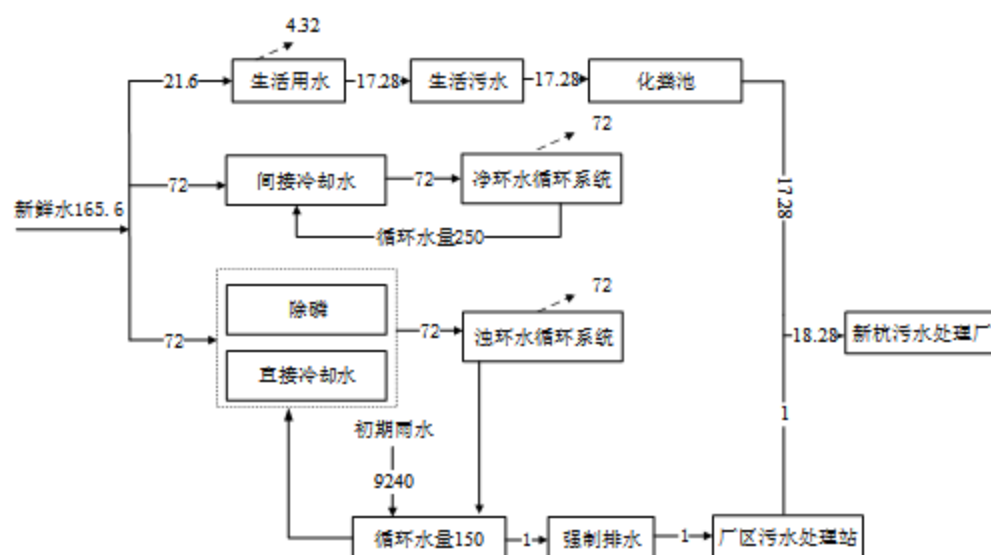 4.32
21.6
生活用水
17.28
生活污水
17.28
化粪池
72
72
间接冷却水
72
净环水循环系统
17.28
新鲜水165.6
循环水量250
72
除磷
72
浊环水循环系统
72
直接冷却水
18.28
新杭污水处理厂
初期雨水
1
9240
循环水量150
1
强制排水
1
厂区污水处理站